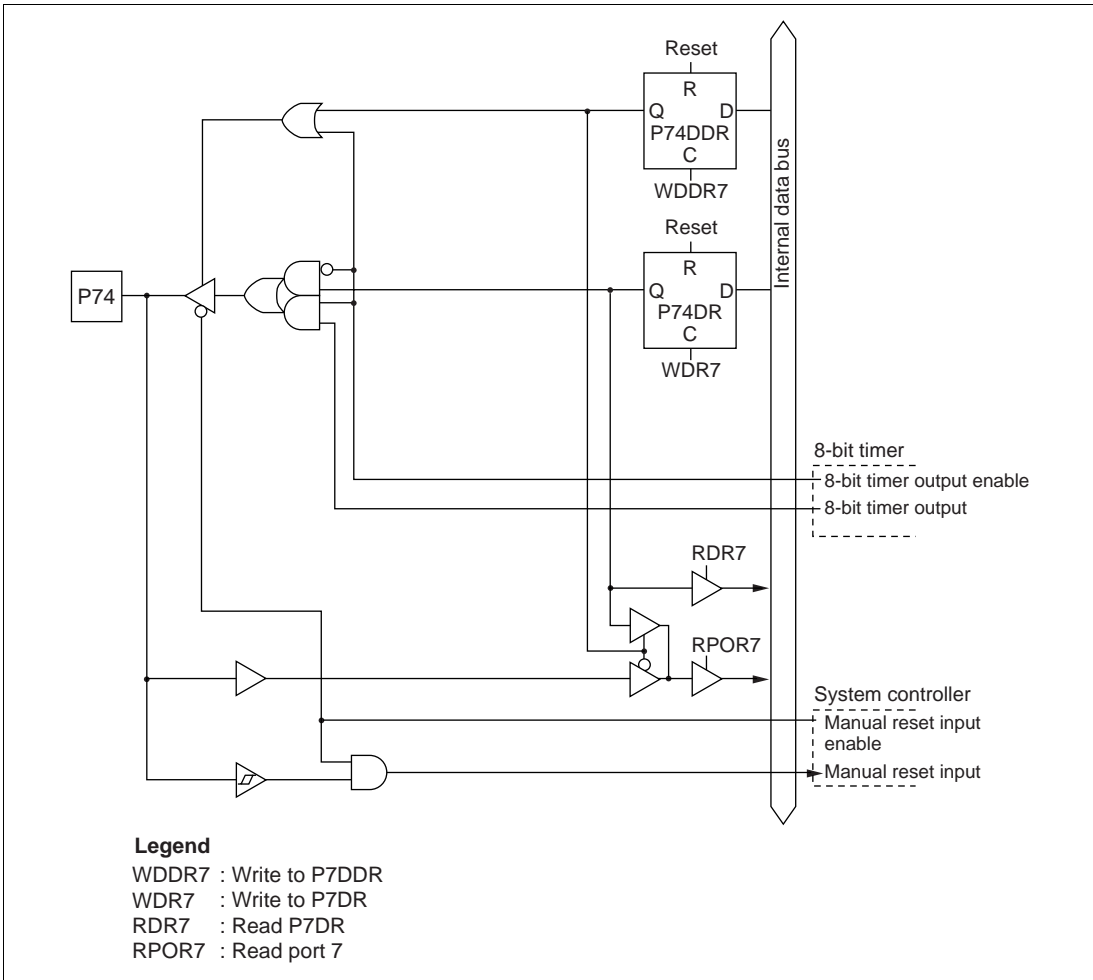 Reset
R
Q
D
P74DDR
C
WDDR7
Reset
R
Q
D
P74DR
C
WDR7
Internal data bus
P74
8-bit timer
8-bit timer output enable
8-bit timer output
RDR7
RPOR7
System controller
Manual reset input
enable
Manual reset input
Legend
WDDR7 : Write to P7DDR
WDR7 : Write to P7DR
RDR7 : Read P7DR
RPOR7 : Read port 7